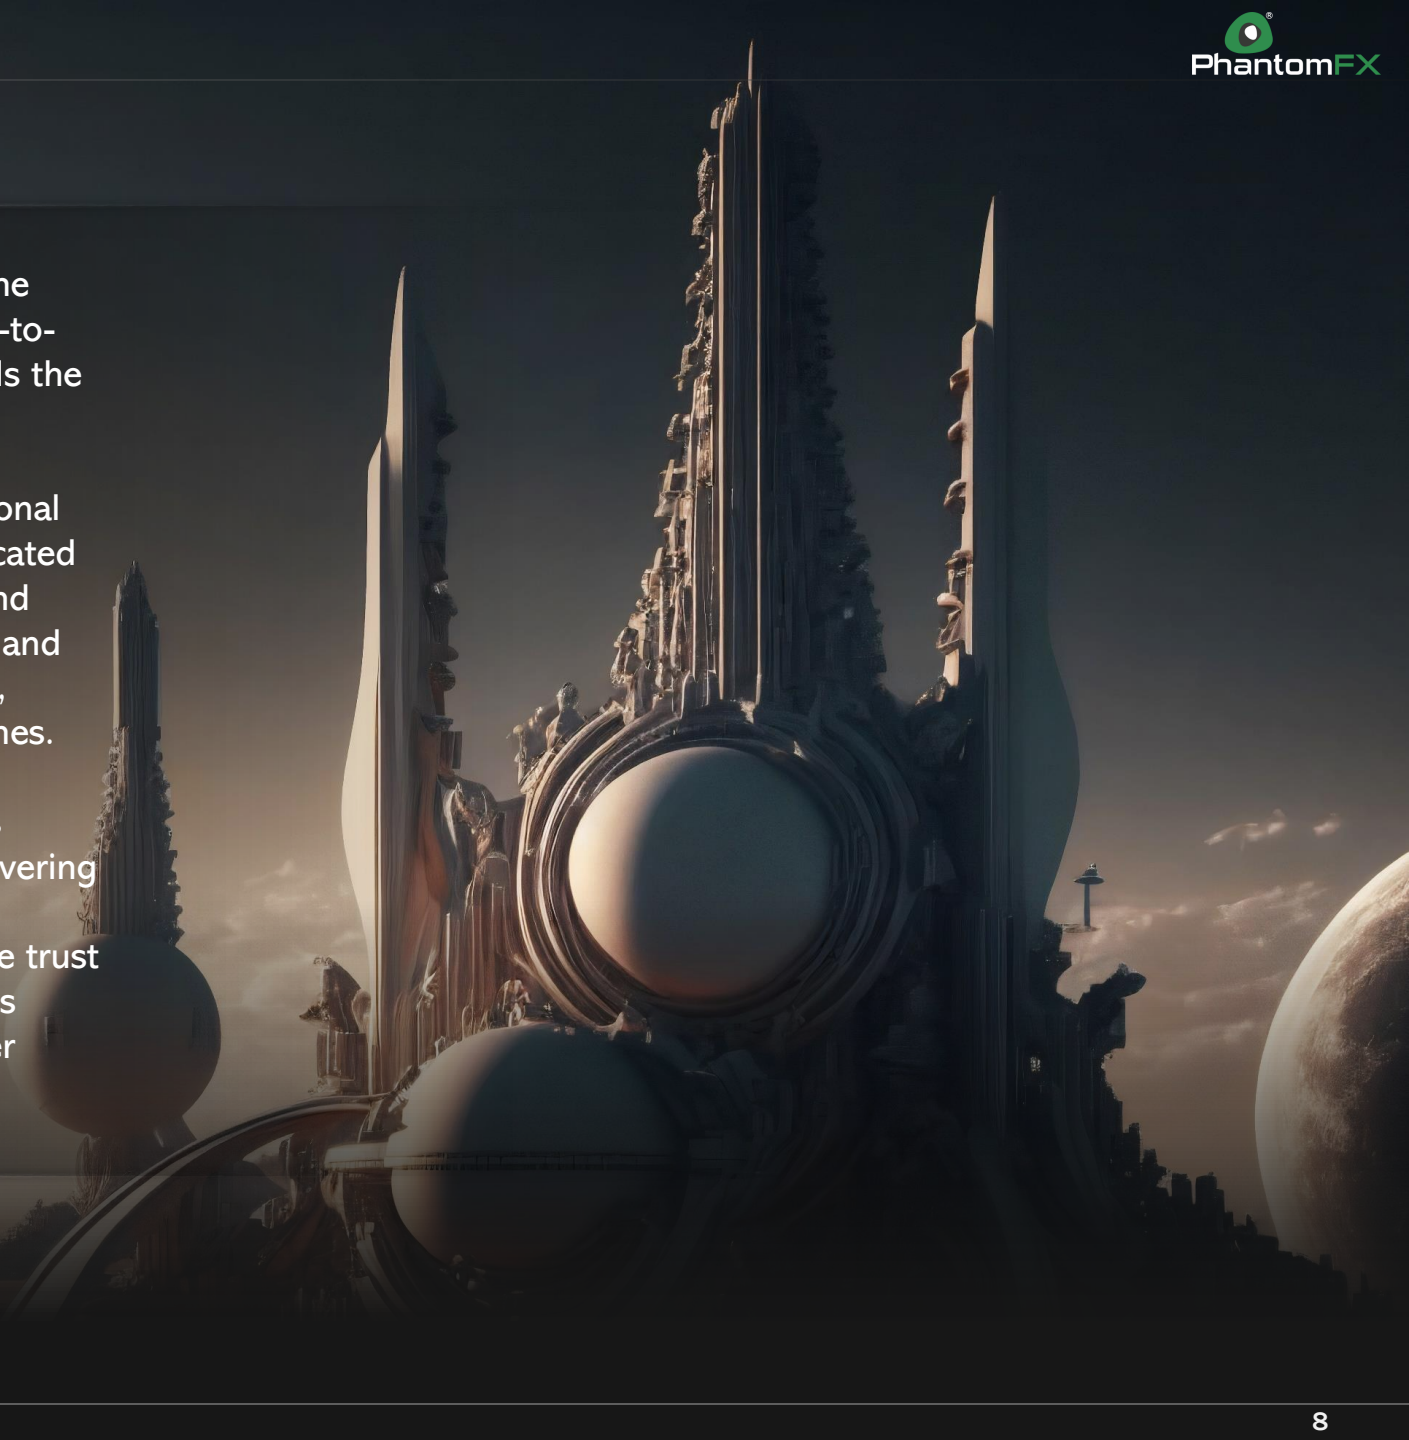 PhantomFX®
ne
-to-
ls the
onal
cated
nd
and
,
nes.
vering
e trust
s
er
8